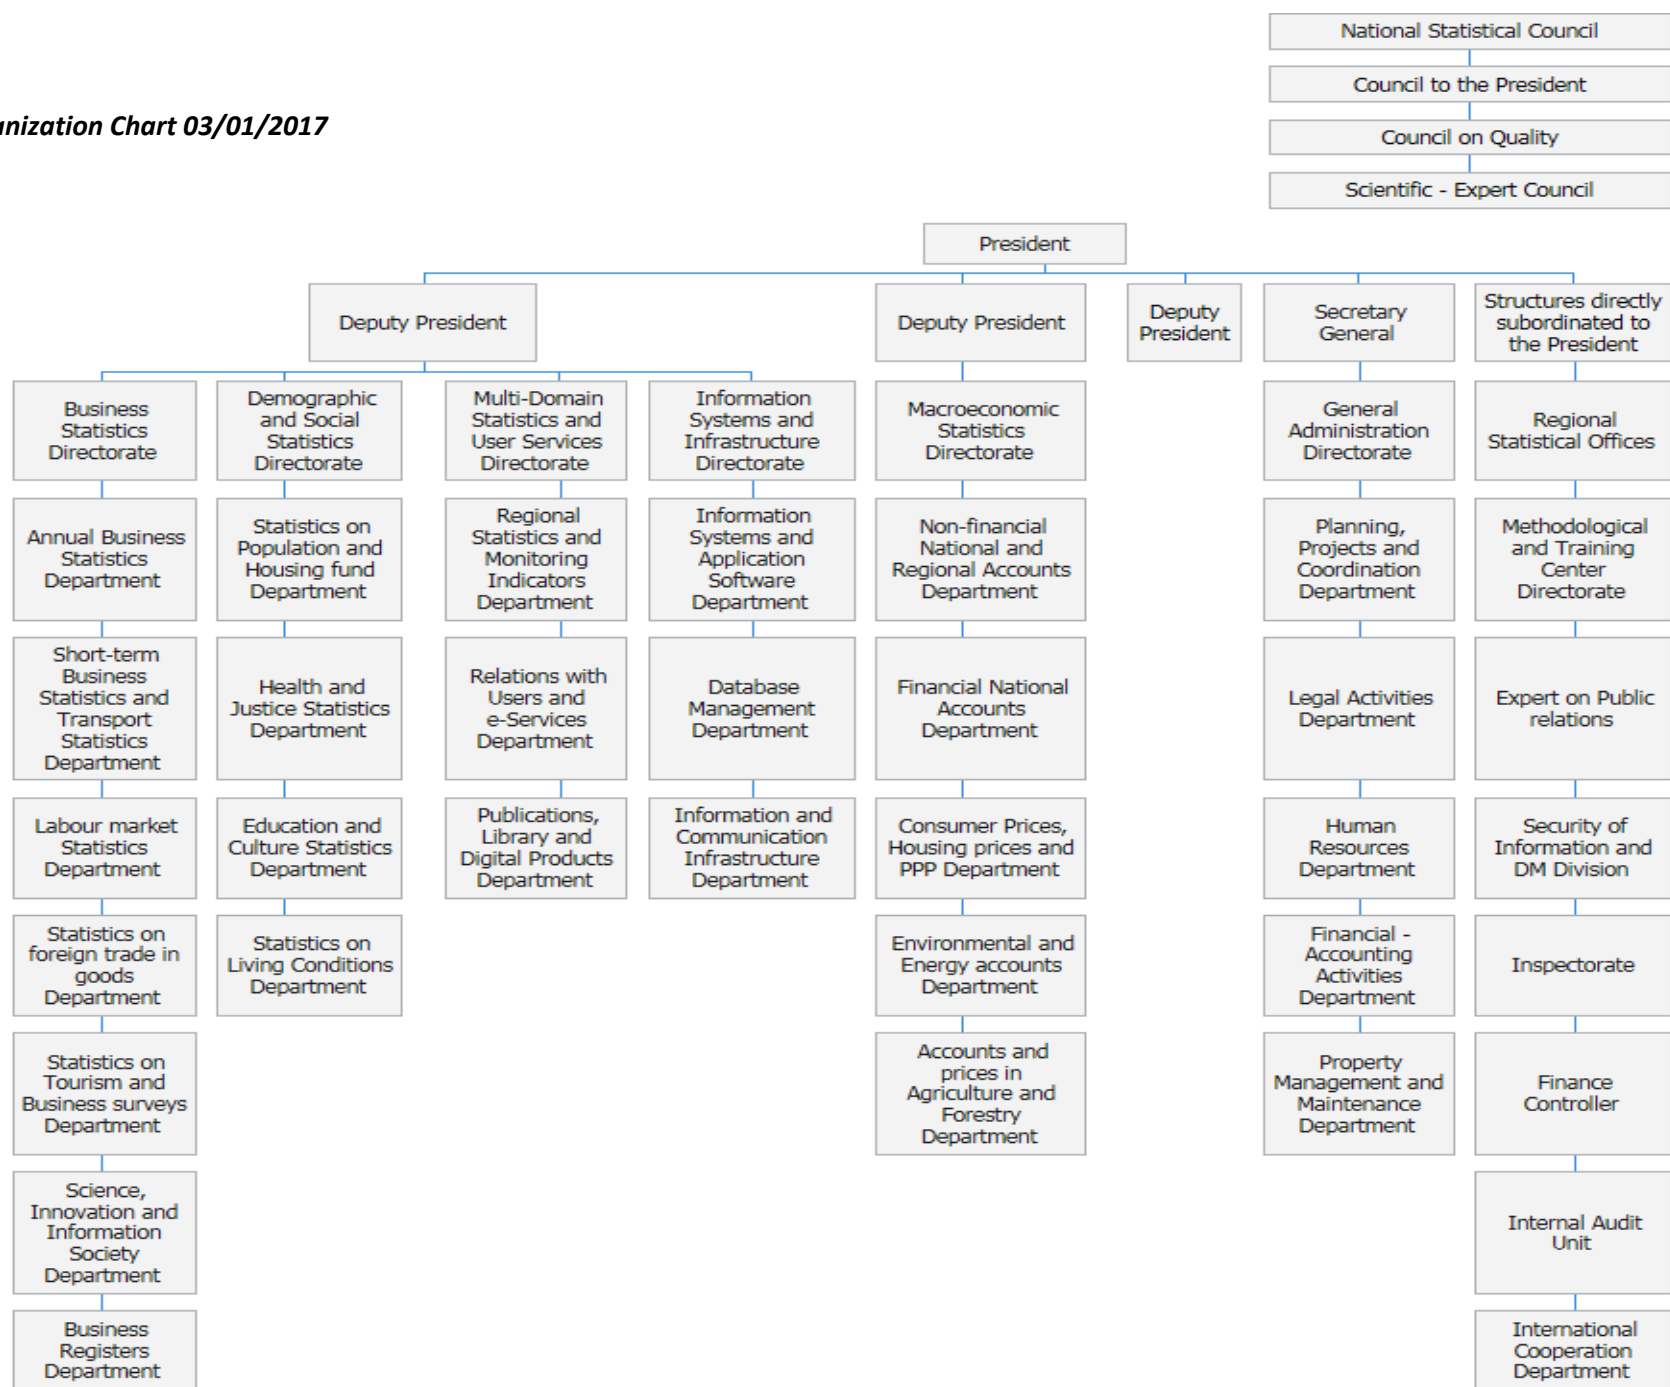 National Statistical Council
Council to the President
anization Chart 03/01/2017
Council on Quality
Scientific - Expert Council
President
Deputy President
Deputy President
Deputy
President
Secretary
General
Structures directly
subordinated to
the President
Business
Statistics
Directorate
Demographic
and Social
Statistics
Directorate
Multi-Domain
Statistics and
User Services
Directorate
Information
Systems and
Infrastructure
Directorate
Macroeconomic
Statistics
Directorate
General
Administration
Directorate
Regional
Statistical Offices
Annual Business
Statistics
Department
Statistics on
Population and
Housing fund
Department
Regional
Statistics and
Monitoring
Indicators
Department
Information
Systems and
Application
Software
Department
Non-financial
National and
Regional Accounts
Department
Planning,
Projects and
Coordination
Department
Methodological
and Training
Center
Directorate
Short-term
Business
Statistics and
Transport
Statistics
Department
Health and
Justice Statistics
Department
Relations with
Users and
e-Services
Department
Database
Management
Department
Financial National
Accounts
Department
Legal Activities
Department
Expert on Public
relations
Labour market
Statistics
Department
Education and
Culture Statistics
Department
Publications,
Library and
Digital Products
Department
Information and
Communication
Infrastructure
Department
Consumer Prices,
Housing prices and
PPP Department
Human
Resources
Department
Security of
Information and
DM Division
Statistics on
foreign trade in
goods
Department
Statistics on
Living Conditions
Department
Environmental and
Energy accounts
Department
Financial -
Accounting
Activities
Department
Inspectorate
Statistics on
Tourism and
Business surveys
Department
Accounts and
prices in
Agriculture and
Forestry
Department
Property
Management and
Maintenance
Department
Finance
Controller
Science,
Innovation and
Information
Society
Department
Internal Audit
Unit
Business
Registers
Department
International
Cooperation
Department